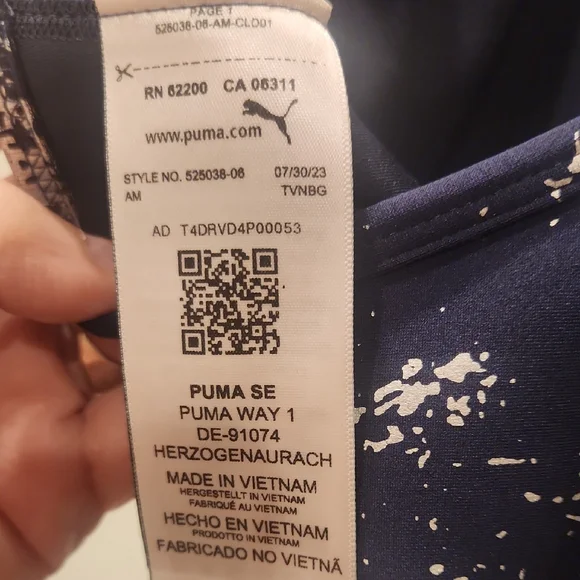 PAGE 1
525038-06-AM-CLD01
RN 62200 CA 06311
www.puma.com
STYLE NO. 525038-06 07/30/23
AM TVNBG
AD T4DRVD4P00053
PUMA SE
PUMA WAY 1
DE-91074
HERZOGENAURACH
MADE IN VIETNAM
HERGESTELLT IN VIETNAM
FABRIQUÉ AU VIETNAM
HECHO EN VIETNAM
PRODOTTO IN VIETNAM
FABRICADO NO VIETNÃ